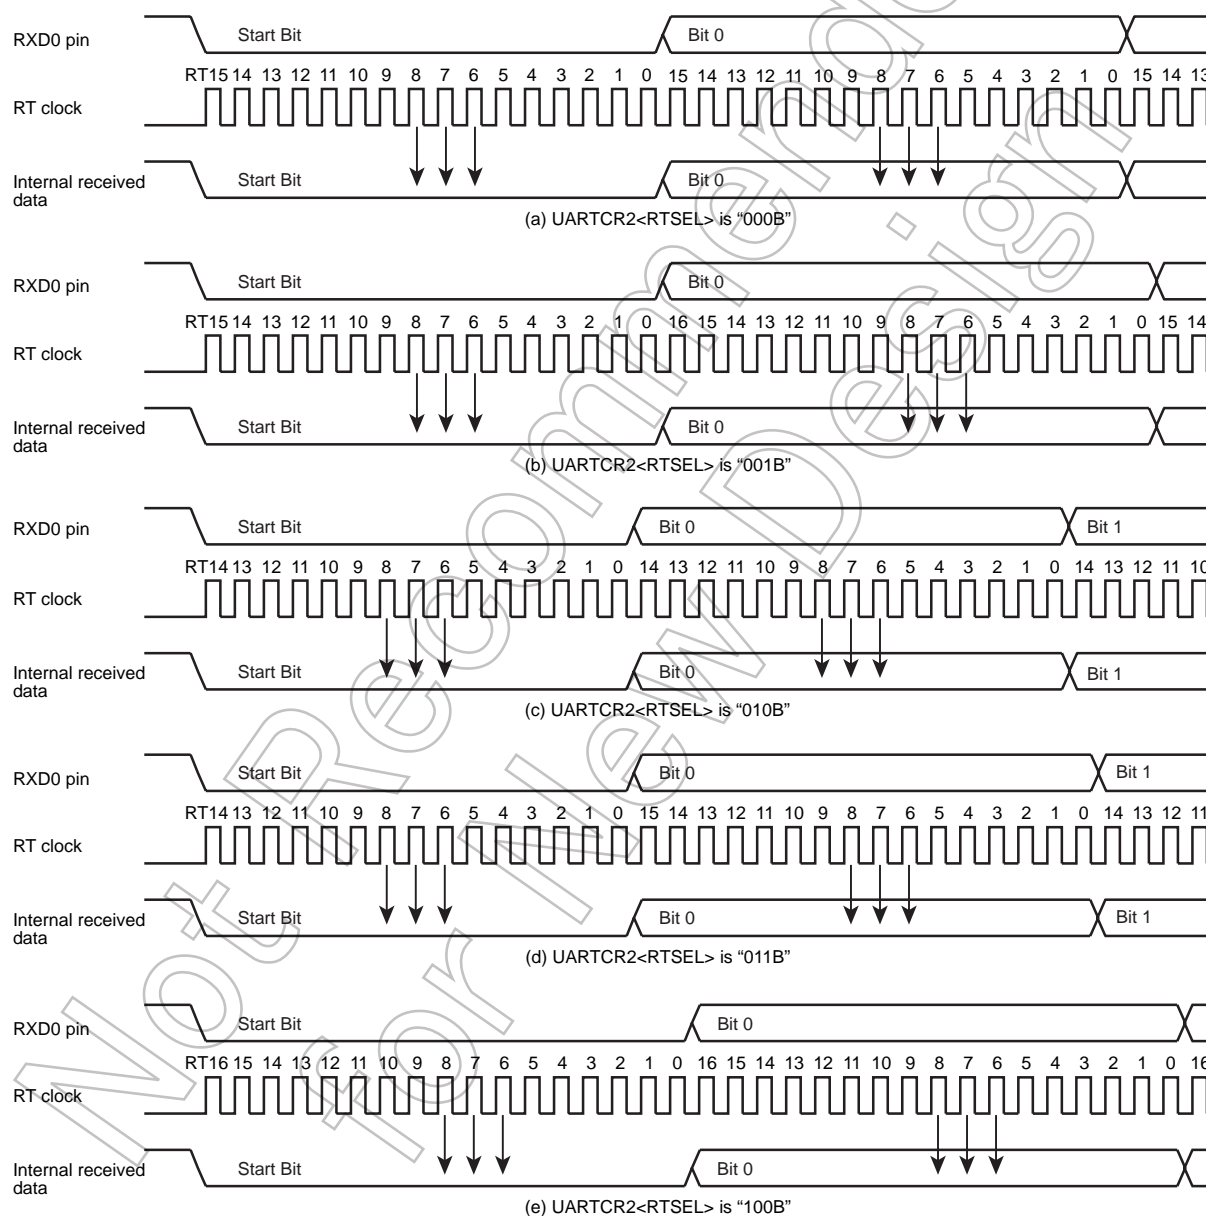 RXD0 pin Start Bit Bit 0
RT15 14 13 12 11 10 9 8 7 6 5 4 3 2 1 0 15 14 13 12 11 10 9 8 7 6 5 4 3 2 1 0 15 14 13
RT clock
Internal received data Start Bit Bit 0
(a) UARTCR2<RTSEL> is “000B”
RXD0 pin Start Bit Bit 0
RT15 14 13 12 11 10 9 8 7 6 5 4 3 2 1 0 16 15 14 13 12 11 10 9 8 7 6 5 4 3 2 1 0 15 14
RT clock
Internal received data Start Bit Bit 0
(b) UARTCR2<RTSEL> is “001B”
RXD0 pin Start Bit Bit 0 Bit 1
RT14 13 12 11 10 9 8 7 6 5 4 3 2 1 0 14 13 12 11 10 9 8 7 6 5 4 3 2 1 0 14 13 12 11 10
RT clock
Internal received data Start Bit Bit 0 Bit 1
(c) UARTCR2<RTSEL> is “010B”
RXD0 pin Start Bit Bit 0 Bit 1
RT14 13 12 11 10 9 8 7 6 5 4 3 2 1 0 15 14 13 12 11 10 9 8 7 6 5 4 3 2 1 0 14 13 12 11
RT clock
Internal received data Start Bit Bit 0 Bit 1
(d) UARTCR2<RTSEL> is “011B”
RXD0 pin Start Bit Bit 0
RT16 15 14 13 12 11 10 9 8 7 6 5 4 3 2 1 0 16 15 14 13 12 11 10 9 8 7 6 5 4 3 2 1 0 16
RT clock
Internal received data Start Bit Bit 0
(e) UARTCR2<RTSEL> is “100B”
Not Recommende
for New Design